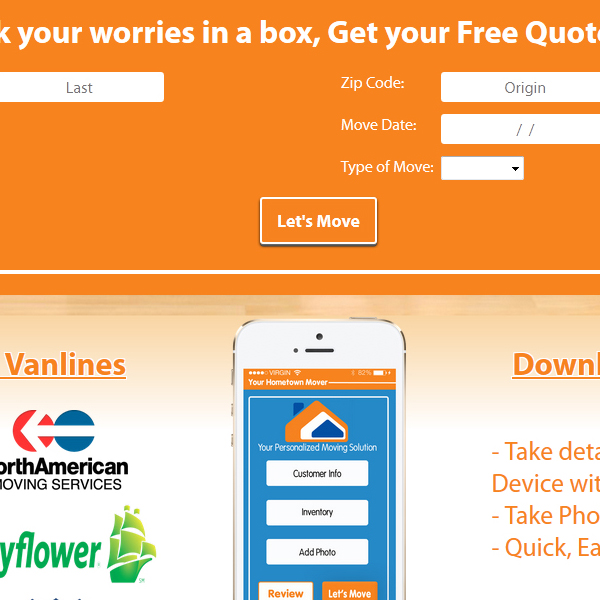 k your worries in a box, Get your Free Quot
Last
Zip Code:
Origin
Move Date:
/ /
Type of Move:
Let's Move
Vanlines
Downl
VIRGIN
82%
Your Hometown Mover
Your Personalized Moving Solution
Customer Info
Inventory
Add Photo
Review
Let's Move
orthAmerican
MOVING SERVICES
yflower
- Take deta
Device wit
- Take Pho
- Quick, Ea